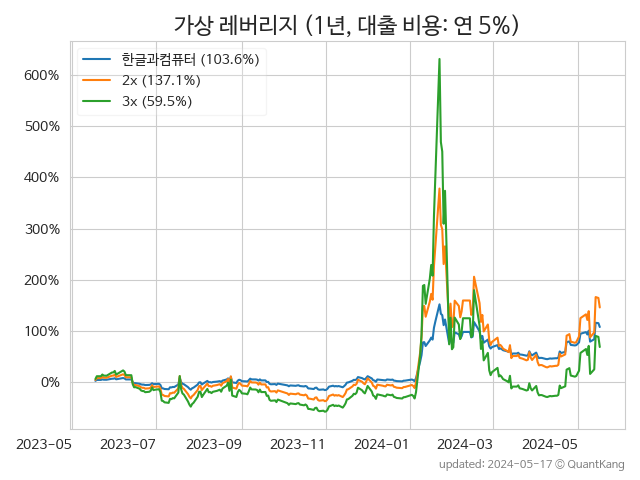 가상 레버리지 (1년, 대출 비용: 연 5%)
한글과컴퓨터 (103.6%)
2x (137.1%)
3x (59.5%)
600%
500%
400%
300%
200%
100%
0%
2023-05 2023-07 2023-09 2023-11 2024-01 2024-03 2024-05
updated: 2024-05-17 © QuantKang